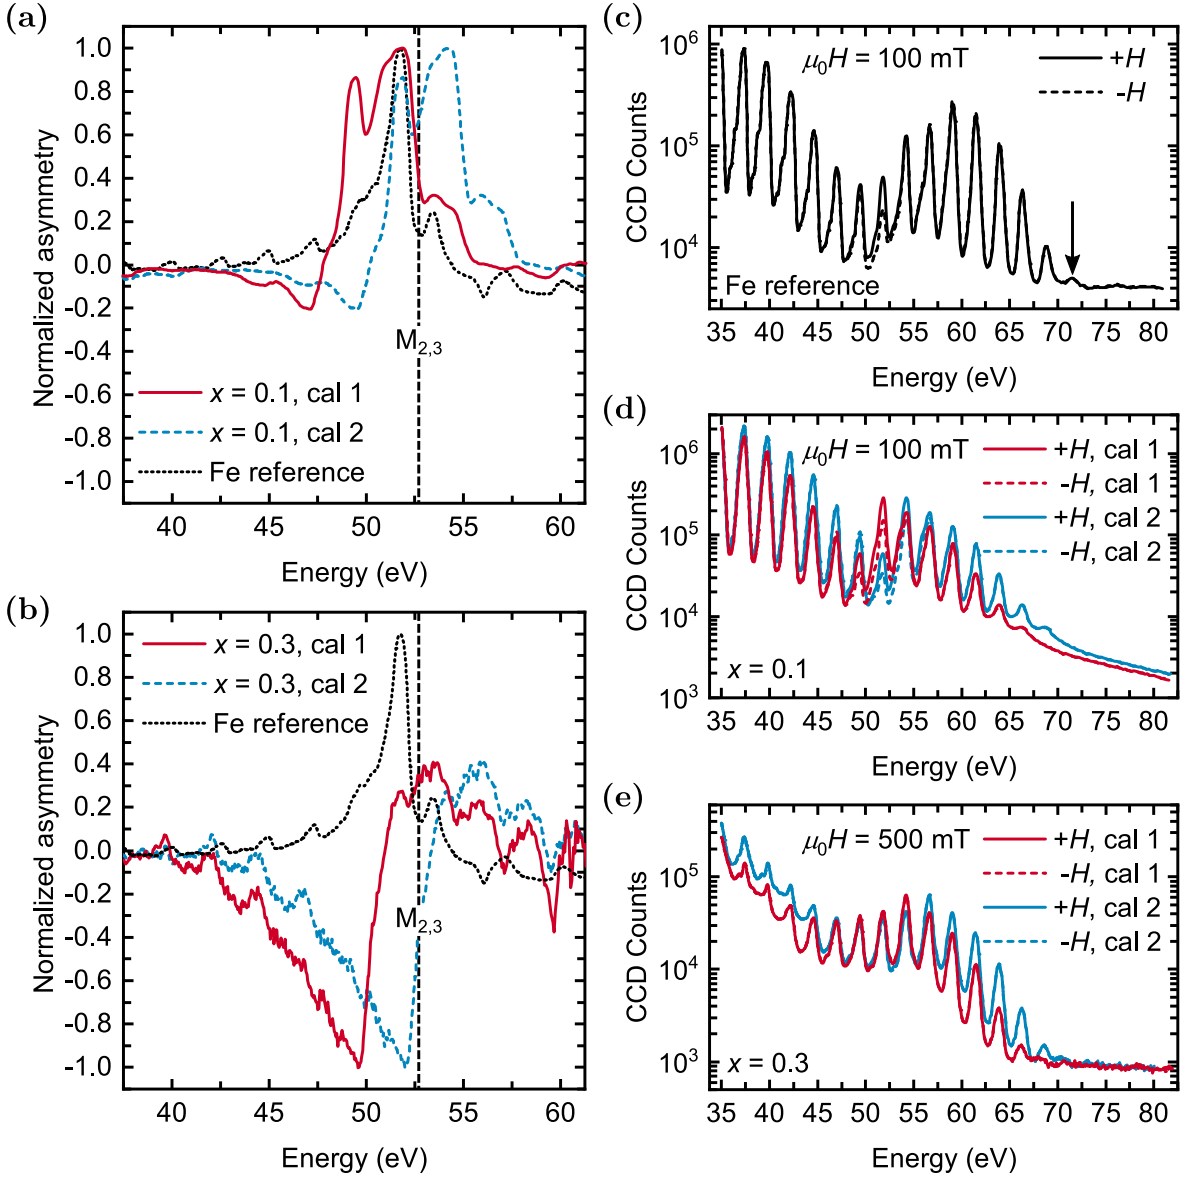 (a)
1.0
0.8
0.6
0.4
0.2
0.0
-0.2
-0.4
-0.6
-0.8
-1.0
Normalized asymmetry
M2,3
x = 0.1, cal 1
x = 0.1, cal 2
Fe reference
40 45 50 55 60
Energy (eV)
(b)
1.0
0.8
0.6
0.4
0.2
0.0
-0.2
-0.4
-0.6
-0.8
-1.0
Normalized asymmetry
x = 0.3, cal 1
x = 0.3, cal 2
Fe reference
M2,3
40 45 50 55 60
Energy (eV)
(c)
10^6
10^5
10^4
CCD Counts
μ0H = 100 mT
+H
-H
Fe reference
35 40 45 50 55 60 65 70 75 80
Energy (eV)
(d)
10^6
10^5
10^4
10^3
CCD Counts
μ0H = 100 mT
+H, cal 1
-H, cal 1
+H, cal 2
-H, cal 2
x = 0.1
35 40 45 50 55 60 65 70 75 80
Energy (eV)
(e)
10^5
10^4
10^3
CCD Counts
μ0H = 500 mT
+H, cal 1
-H, cal 1
+H, cal 2
-H, cal 2
x = 0.3
35 40 45 50 55 60 65 70 75 80
Energy (eV)